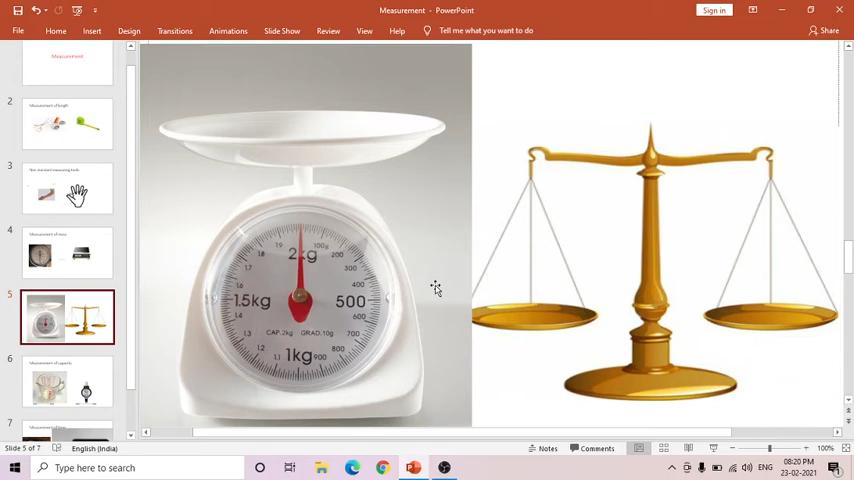 Measurement - PowerPoint
Sign in
File Home Insert Design Transitions Animations Slide Show Review View Help Tell me what you want to do Share
Measurement
2
Measurement of length
3
Non standard measuring tools
4
Measurement of mass
5
6
Measurement of capacity
7
2kg
100g
200
300
400
500
600
700
800
900
1kg
1.1
1.2
1.3
1.4
1.5kg
1.6
1.7
1.8
1.9
CAP.2kg GRAD.10g
Slide 5 of 7 English (India) Notes Comments 100%
Type here to search
ENG
08:20 PM
23-02-2021